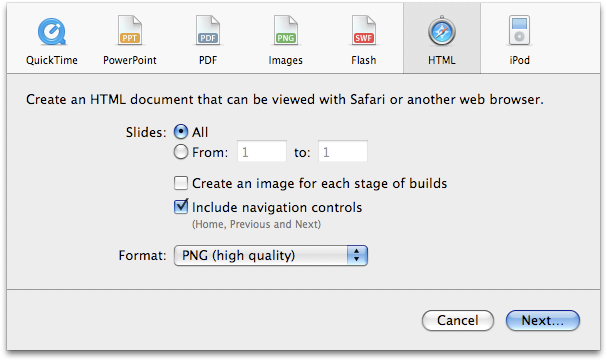 PPT PDF PNG SWF
QuickTime PowerPoint PDF Images Flash HTML iPod
Create an HTML document that can be viewed with Safari or another web browser.
Slides: All
From: 1 to: 1
Create an image for each stage of builds
Include navigation controls
(Home, Previous and Next)
Format: PNG (high quality)
Cancel Next...